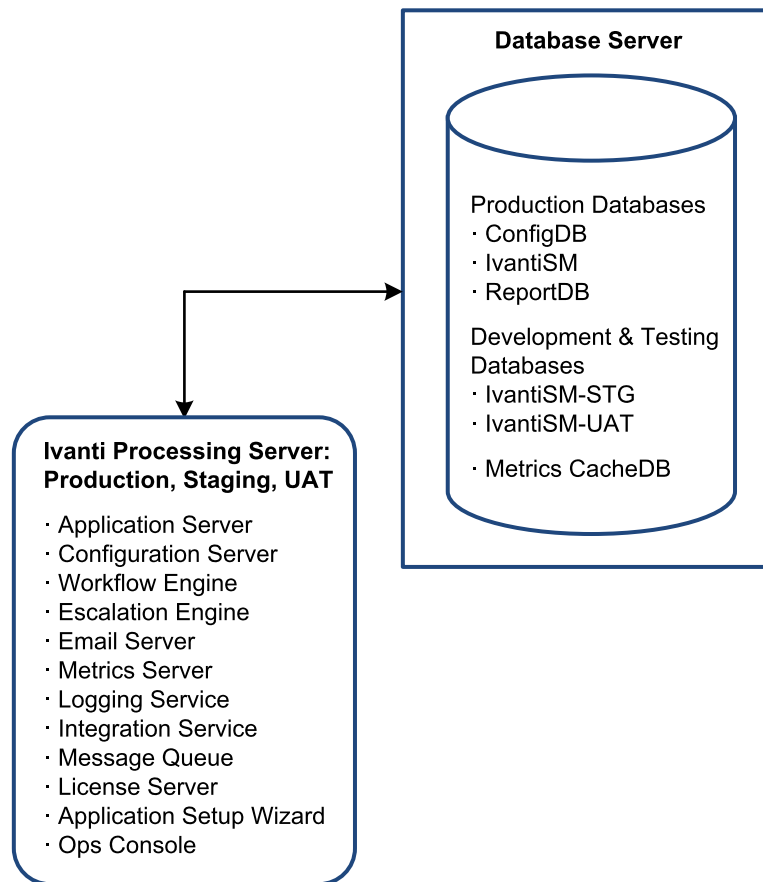 Database Server
Production Databases
· ConfigDB
· IvantiSM
· ReportDB
Development & Testing
Databases
· IvantiSM-STG
· IvantiSM-UAT
· Metrics CacheDB
Ivanti Processing Server:
Production, Staging, UAT
· Application Server
· Configuration Server
· Workflow Engine
· Escalation Engine
· Email Server
· Metrics Server
· Logging Service
· Integration Service
· Message Queue
· License Server
· Application Setup Wizard
· Ops Console